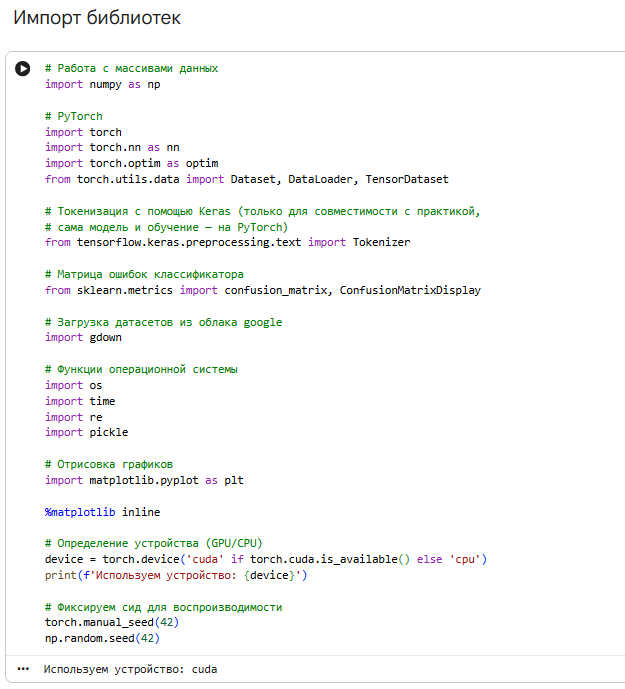 Импорт библиотек
# Работа с массивами данных
import numpy as np
# PyTorch
import torch
import torch.nn as nn
import torch.optim as optim
from torch.utils.data import Dataset, DataLoader, TensorDataset
# Токенизация с помощью Keras (только для совместимости с практикой,
# сама модель и обучение — на PyTorch)
from tensorflow.keras.preprocessing.text import Tokenizer
# Матрица ошибок классификатора
from sklearn.metrics import confusion_matrix, ConfusionMatrixDisplay
# Загрузка датасетов из облака google
import gdown
# Функции операционной системы
import os
import time
import re
import pickle
# Отрисовка графиков
import matplotlib.pyplot as plt
%matplotlib inline
# Определение устройства (GPU/CPU)
device = torch.device('cuda' if torch.cuda.is_available() else 'cpu')
print(f'Используем устройство: {device}')
# Фиксируем сид для воспроизводимости
torch.manual_seed(42)
np.random.seed(42)
Используем устройство: cuda